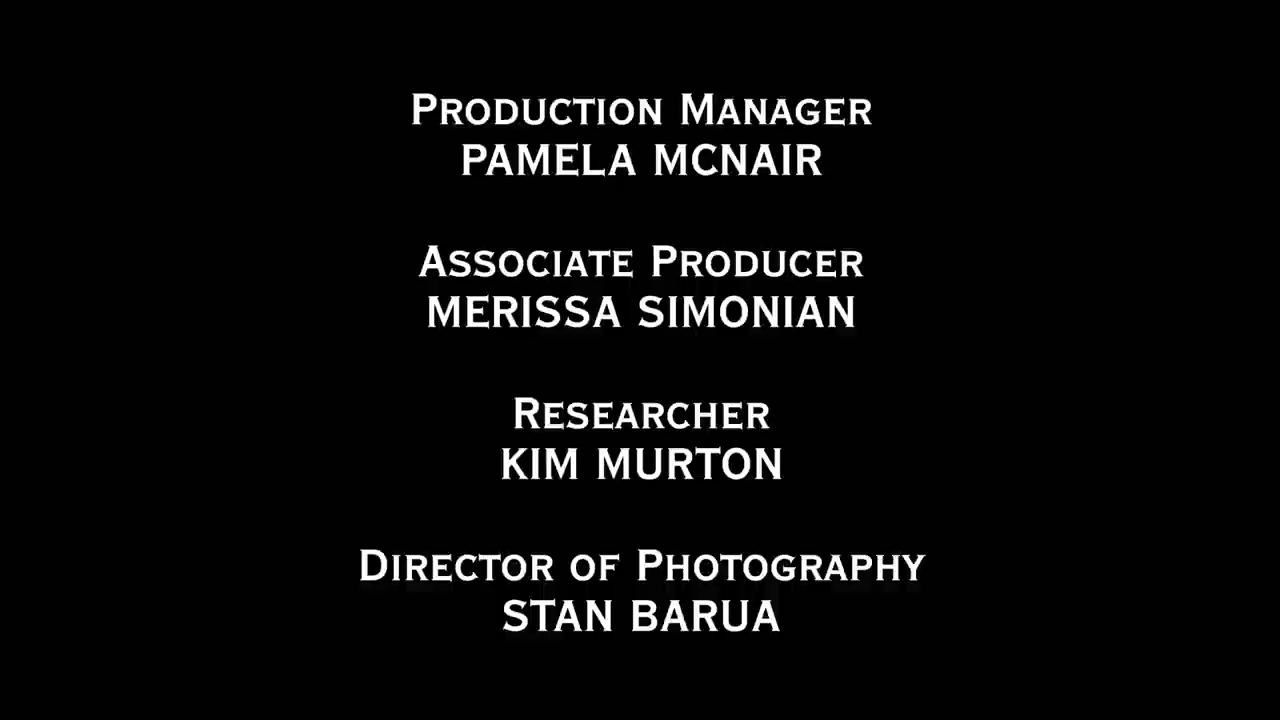 Production Manager
PAMELA MCNAIR
Associate Producer
MERISSA SIMONIAN
Researcher
KIM MURTON
Director of Photography
STAN BARUA